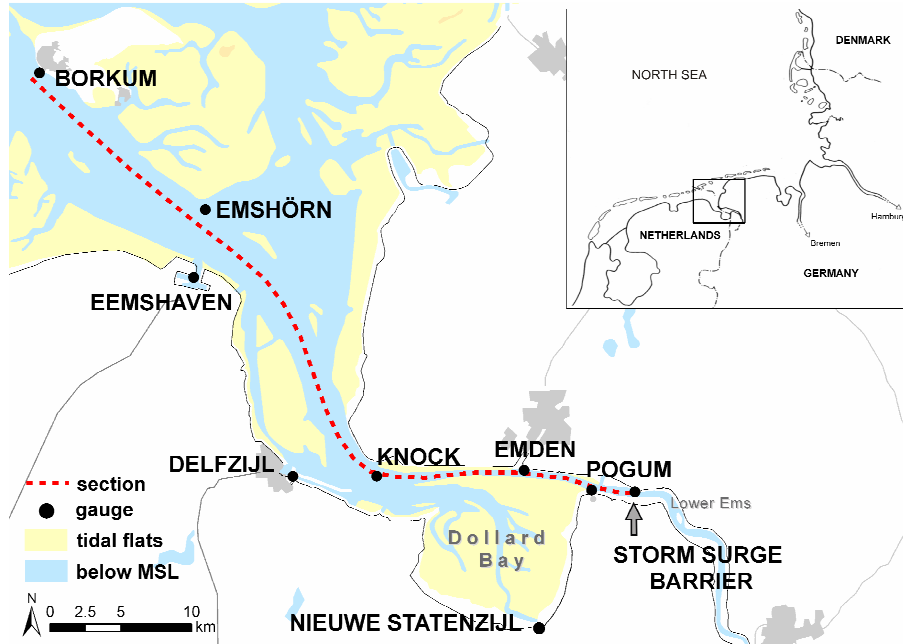 DENMARK
NORTH SEA
BORKUM
EMSHÖRN
Hamburg
NETHERLANDS
Bremen
GERMANY
EEMSHAVEN
EMDEN
KNOCK
DELFZIJL
POGUM
section
gauge
Lower Ems
tidal flats
Dollard
Bay
below MSL
STORM SURGE
BARRIER
N
0 2.5 5 10
km
NIEUWE STATENZIJL